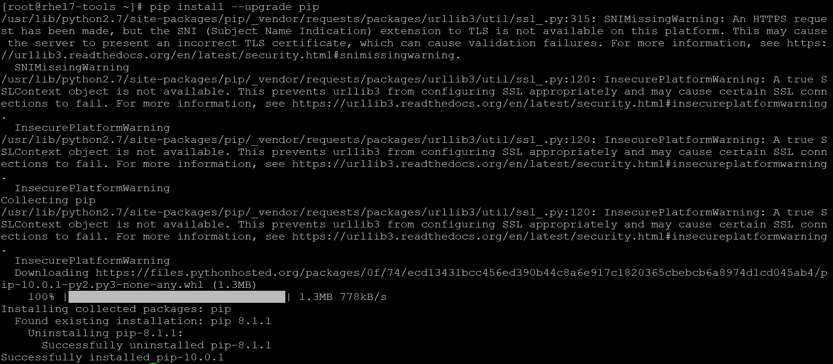 [root@rhel7-tools ~]# pip install --upgrade pip
/usr/lib/python2.7/site-packages/pip/_vendor/requests/packages/urllib3/util/ssl_.py:315: SNIMissingWarning: An HTTPS reque
st has been made, but the SNI (Subject Name Indication) extension to TLS is not available on this platform. This may cause
 the server to present an incorrect TLS certificate, which can cause validation failures. For more information, see https:
//urllib3.readthedocs.org/en/latest/security.html#snimissingwarning.
  SNIMissingWarning
/usr/lib/python2.7/site-packages/pip/_vendor/requests/packages/urllib3/util/ssl_.py:120: InsecurePlatformWarning: A true S
SLContext object is not available. This prevents urllib3 from configuring SSL appropriately and may cause certain SSL conn
ections to fail. For more information, see https://urllib3.readthedocs.org/en/latest/security.html#insecureplatformwarning
.
  InsecurePlatformWarning
/usr/lib/python2.7/site-packages/pip/_vendor/requests/packages/urllib3/util/ssl_.py:120: InsecurePlatformWarning: A true S
SLContext object is not available. This prevents urllib3 from configuring SSL appropriately and may cause certain SSL conn
ections to fail. For more information, see https://urllib3.readthedocs.org/en/latest/security.html#insecureplatformwarning
.
  InsecurePlatformWarning
Collecting pip
/usr/lib/python2.7/site-packages/pip/_vendor/requests/packages/urllib3/util/ssl_.py:120: InsecurePlatformWarning: A true S
SLContext object is not available. This prevents urllib3 from configuring SSL appropriately and may cause certain SSL conn
ections to fail. For more information, see https://urllib3.readthedocs.org/en/latest/security.html#insecureplatformwarning
.
  InsecurePlatformWarning
  Downloading https://files.pythonhosted.org/packages/0f/74/ecd13431bcc456ed390b44c8a6e917c1820365cbebcb6a8974d1cd045ab4/p
ip-10.0.1-py2.py3-none-any.whl (1.3MB)
    100% |████████████████████████████████| 1.3MB 778kB/s
Installing collected packages: pip
  Found existing installation: pip 8.1.1
    Uninstalling pip-8.1.1:
      Successfully uninstalled pip-8.1.1
Successfully installed pip-10.0.1